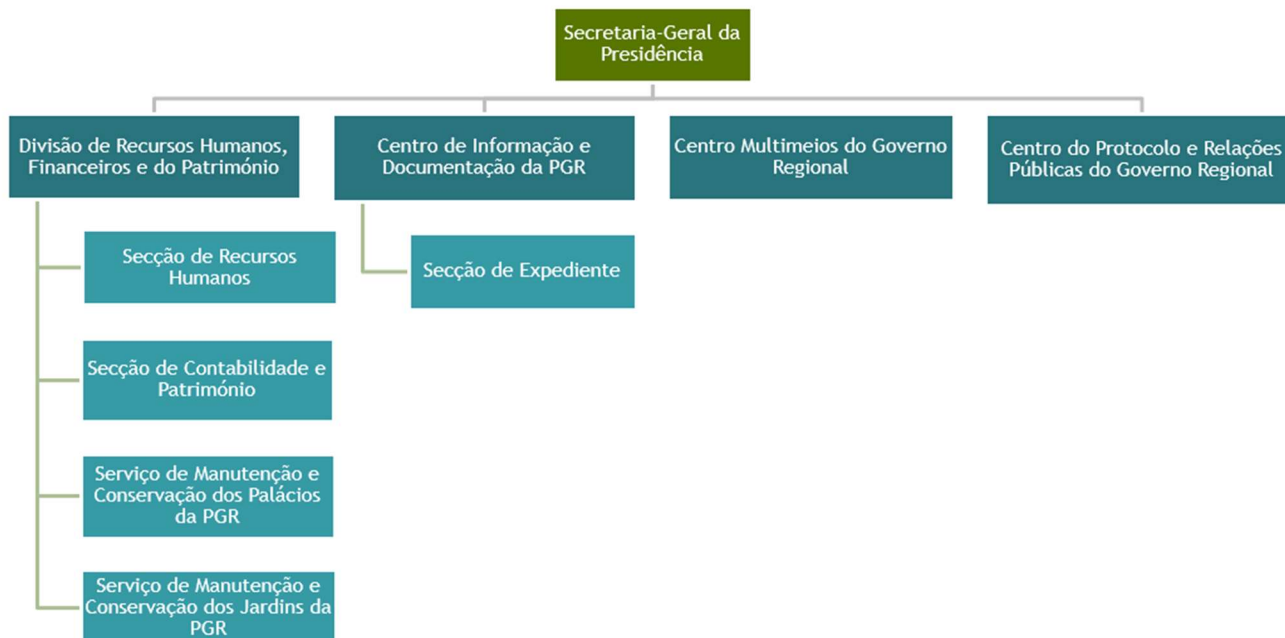 Secretaria-Geral da
Presidência
Divisão de Recursos Humanos,
Financeiros e do Património
Centro de Informação e
Documentação da PGR
Centro Multimeios do Governo
Regional
Centro do Protocolo e Relações
Públicas do Governo Regional
Secção de Recursos
Humanos
Secção de Expediente
Secção de Contabilidade e
Património
Serviço de Manutenção e
Conservação dos Palácios
da PGR
Serviço de Manutenção e
Conservação dos Jardins da
PGR